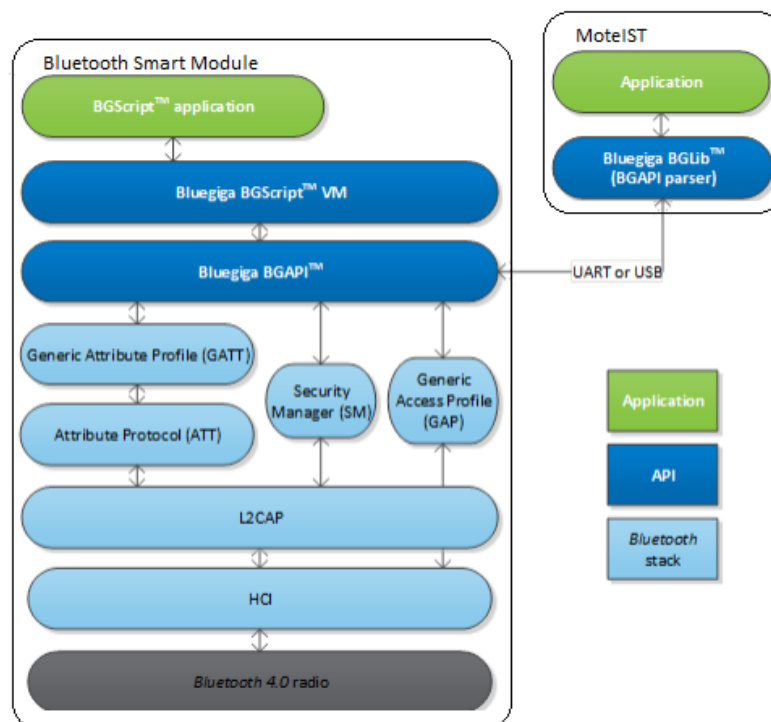 Bluetooth Smart Module
BGScript™ application
Bluegiga BGScript™ VM
Bluegiga BGAPI™
Generic Attribute Profile (GATT)
Attribute Protocol (ATT)
Security
Manager (SM)
Generic
Access Profile
(GAP)
L2CAP
HCI
Bluetooth 4.0 radio
MoteIST
Application
Bluegiga BGLib™
(BGAPI parser)
UART or USB
Application
API
Bluetooth
stack